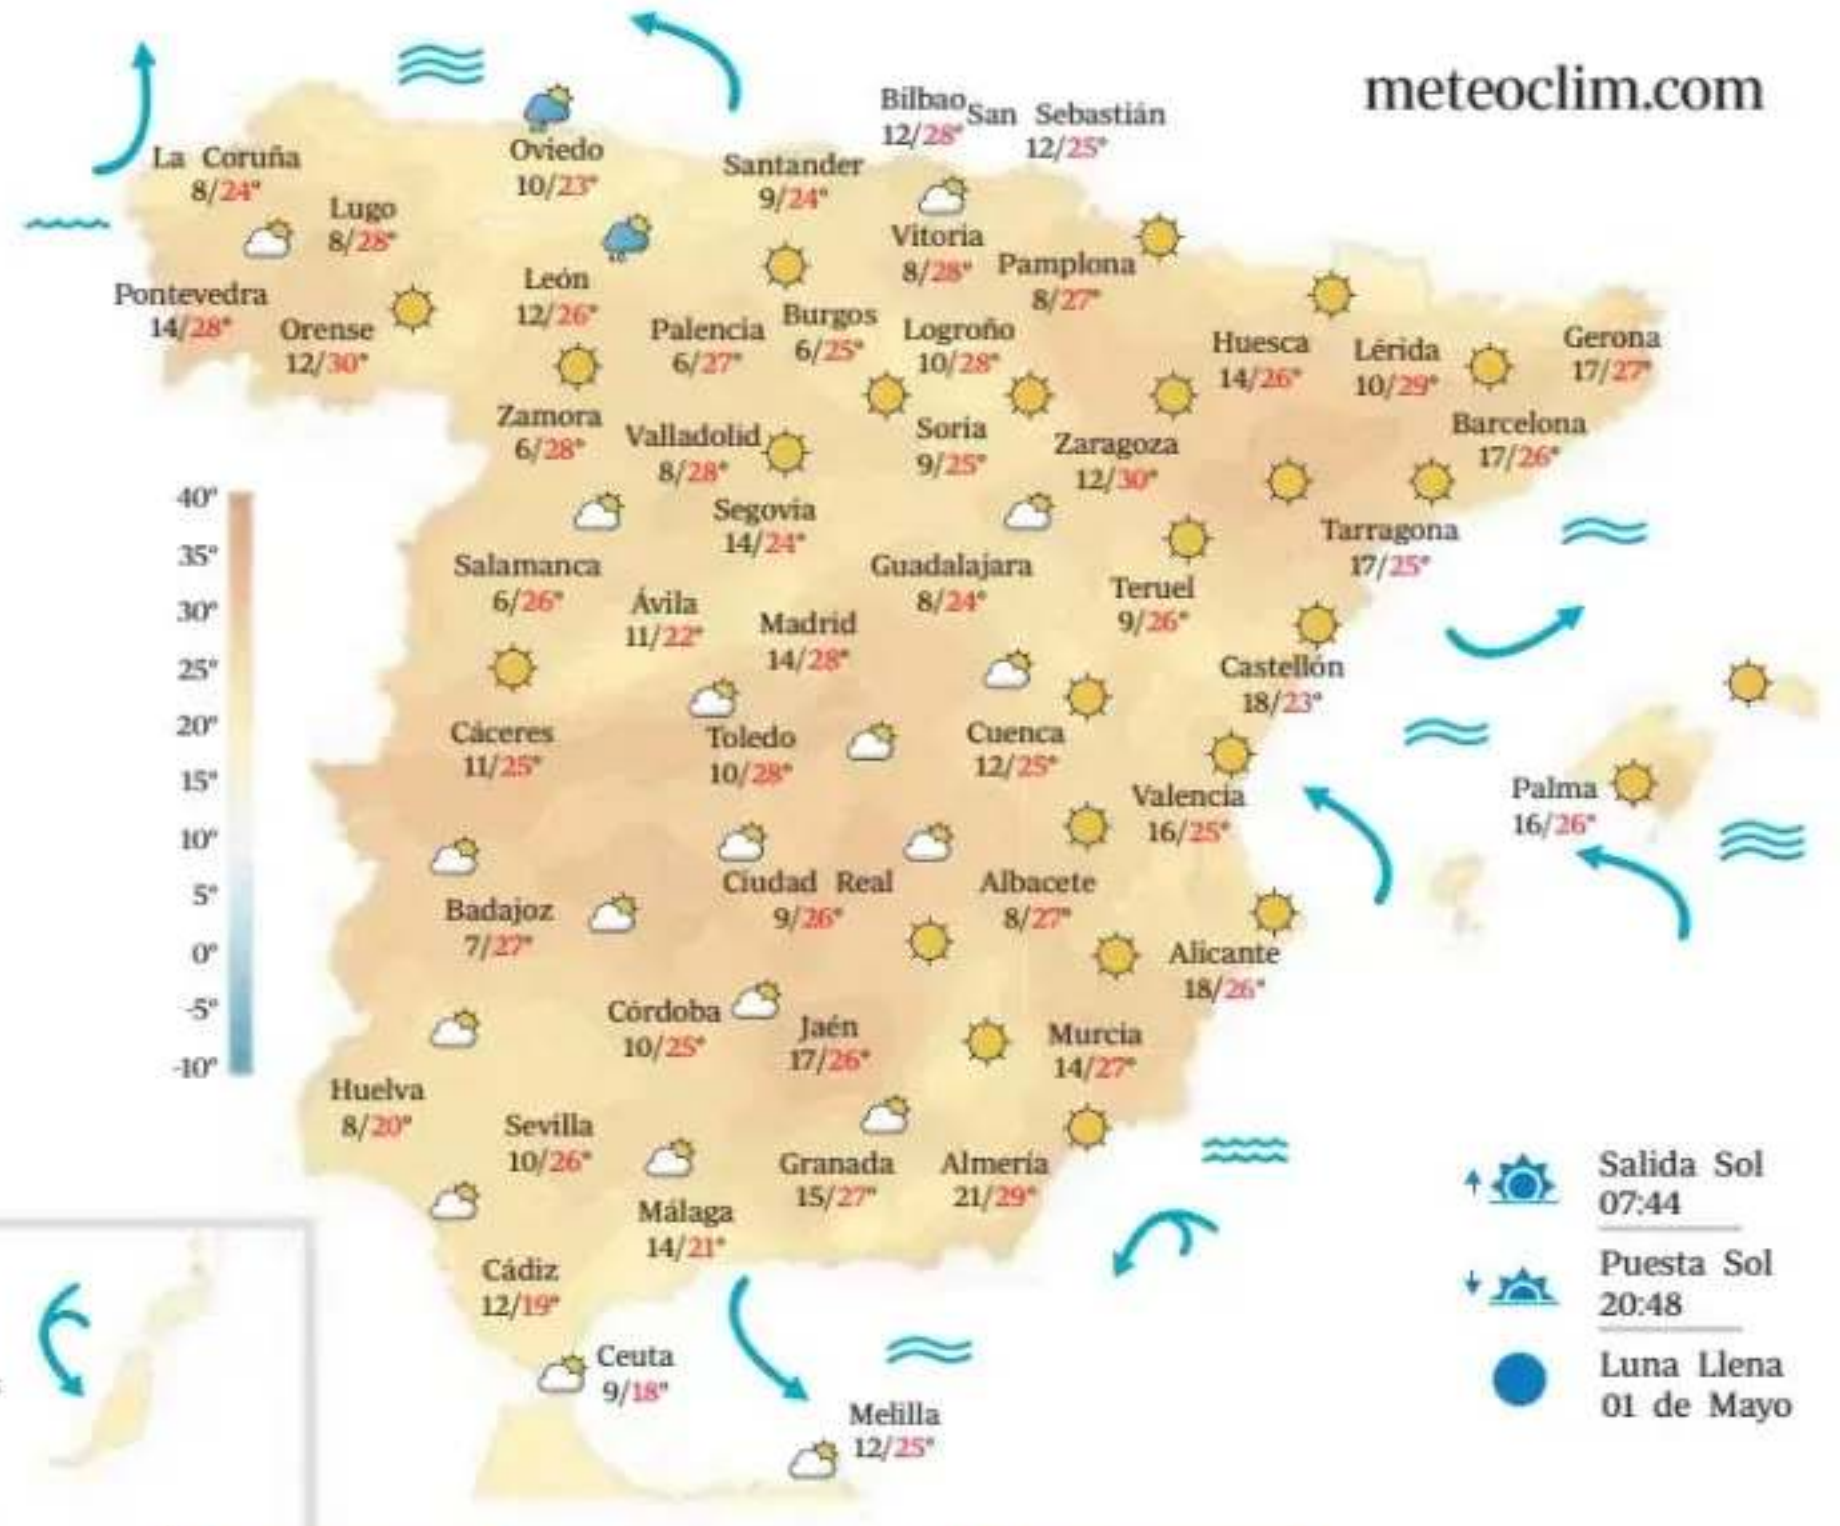 meteoclim.com
Bilbao
12/28°
San Sebastián
12/25°
La Coruña
8/24°
Oviedo
10/23°
Santander
9/24°
Lugo
8/28°
Vitoria
8/28°
Pamplona
8/27°
León
12/26°
Pontevedra
14/28°
Orense
12/30°
Palencia
6/27°
Burgos
6/25°
Logroño
10/28°
Huesca
14/26°
Lérida
10/29°
Gerona
17/27°
Zamora
6/28°
Valladolid
8/28°
Soria
9/25°
Zaragoza
12/30°
Barcelona
17/26°
Segovia
14/24°
Tarragona
17/25°
Salamanca
6/26°
Ávila
11/22°
Madrid
14/28°
Guadalajara
8/24°
Teruel
9/26°
Castellón
18/23°
Cáceres
11/25°
Toledo
10/28°
Cuenca
12/25°
Valencia
16/25°
Palma
16/26°
Badajoz
7/27°
Ciudad Real
9/26°
Albacete
8/27°
Alicante
18/26°
Córdoba
10/25°
Jaén
17/26°
Murcia
14/27°
Huelva
8/20°
Sevilla
10/26°
Málaga
14/21°
Granada
15/27°
Almería
21/29°
Cádiz
12/19°
Ceuta
9/18°
Melilla
12/25°
40°
35°
30°
25°
20°
15°
10°
5°
0°
-5°
-10°
Salida Sol
07:44
Puesta Sol
20:48
Luna Llena
01 de Mayo